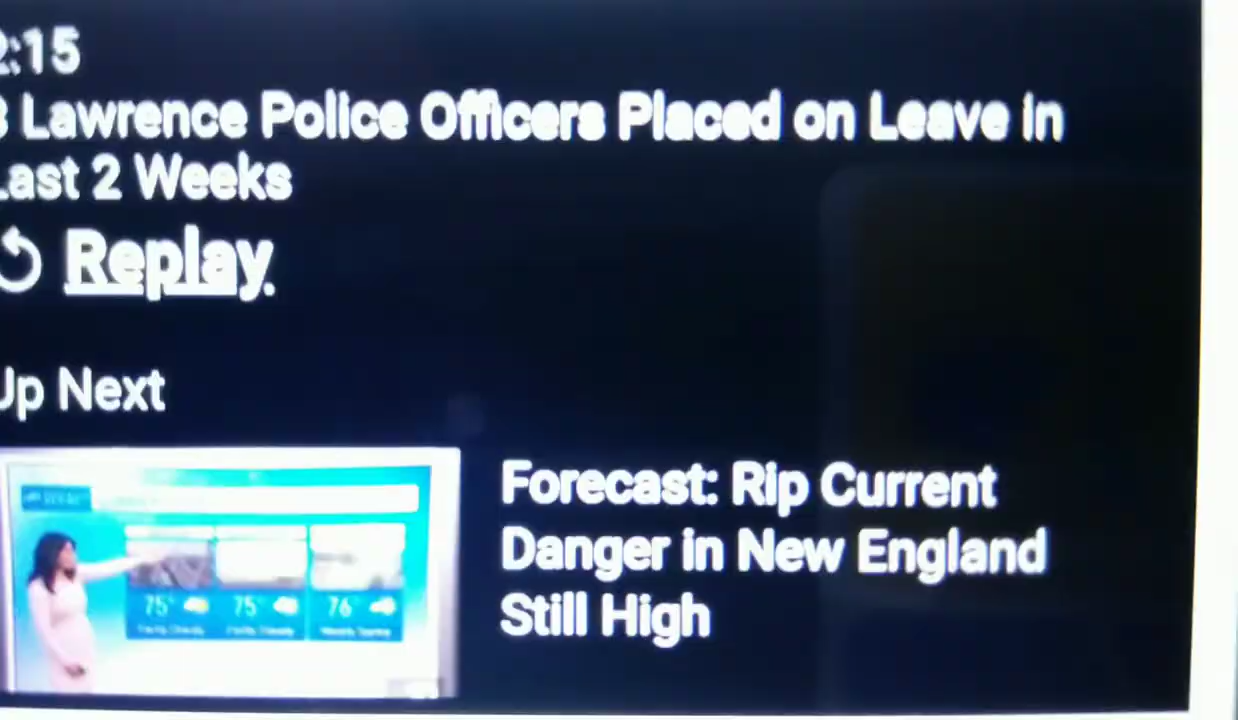 2:15
3 Lawrence Police Officers Placed on Leave in
Last 2 Weeks
Replay
Up Next
Forecast: Rip Current
Danger in New England
Still High
75°
75°
76°